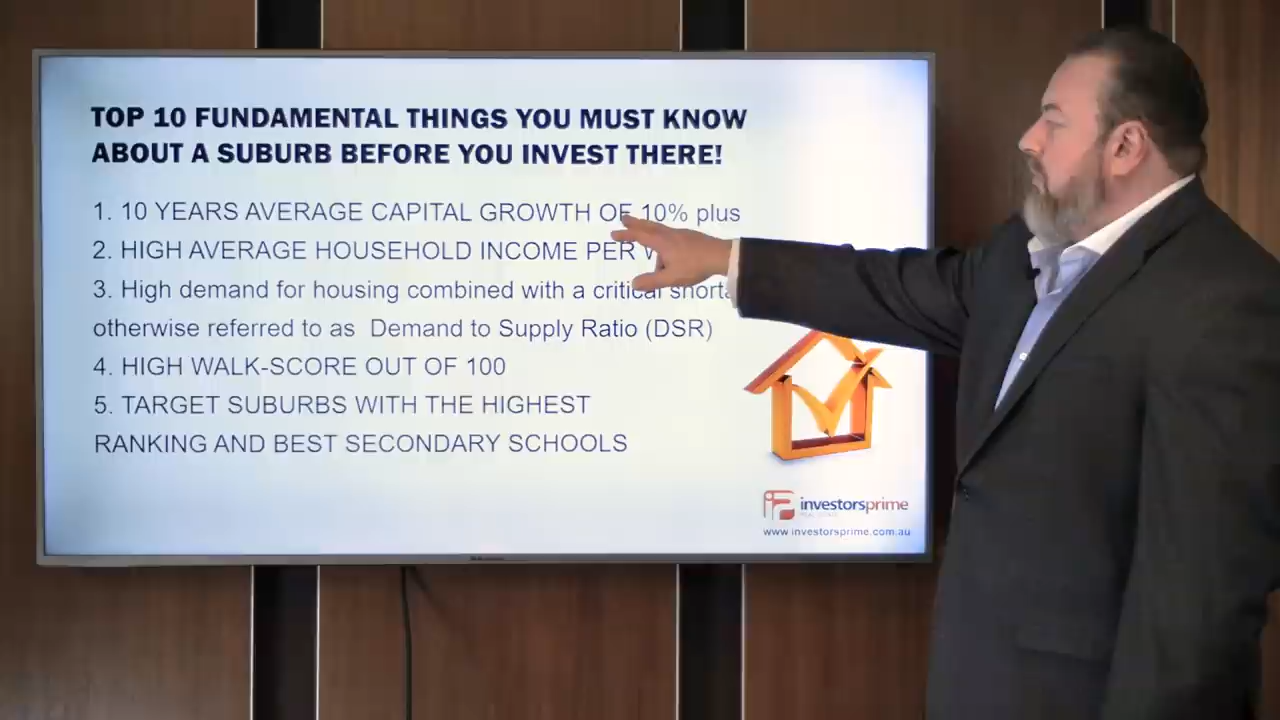 TOP 10 FUNDAMENTAL THINGS YOU MUST KNOW
ABOUT A SUBURB BEFORE YOU INVEST THERE!
1. 10 YEARS AVERAGE CAPITAL GROWTH OF 10% plus
2. HIGH AVERAGE HOUSEHOLD INCOME PER
3. High demand for housing combined with a critical
otherwise referred to as Demand to Supply Ratio (DSR)
4. HIGH WALK-SCORE OUT OF 100
5. TARGET SUBURBS WITH THE HIGHEST
RANKING AND BEST SECONDARY SCHOOLS
investorsprime
www.investorsprime.com.au